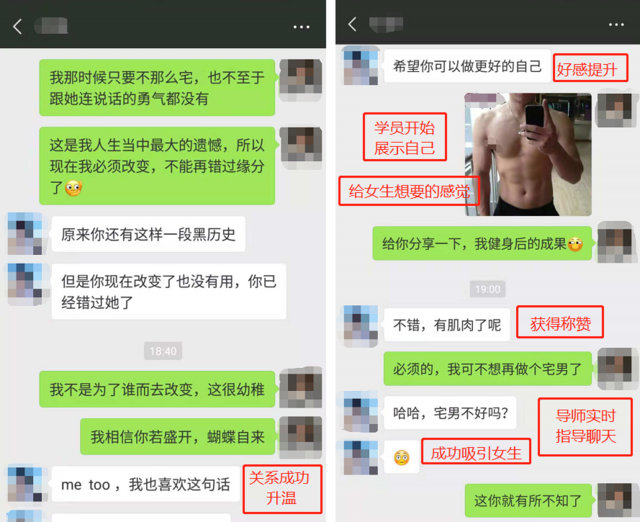 我那时候只要不那么宅，也不至于
跟她连说话的勇气都没有
这是我人生当中最大的遗憾，所以
现在我必须改变，不能再错过缘分
了
原来你还有这样一段黑历史
但是你现在改变了也没有用，你已
经错过她了
18:40
我不是为了谁而去改变，这很幼稚
我相信你若盛开，蝴蝶自来
me too，我也喜欢这句话
关系成功
升温
希望你可以做更好的自己
好感提升
学员开始
展示自己
给女生想要的感觉
给你分享一下，我健身后的成果
19:00
不错，有肌肉了呢
获得称赞
必须的，我可不想再做个宅男了
哈哈，宅男不好吗？
导师实时
指导聊天
成功吸引女生
这你就有所不知了